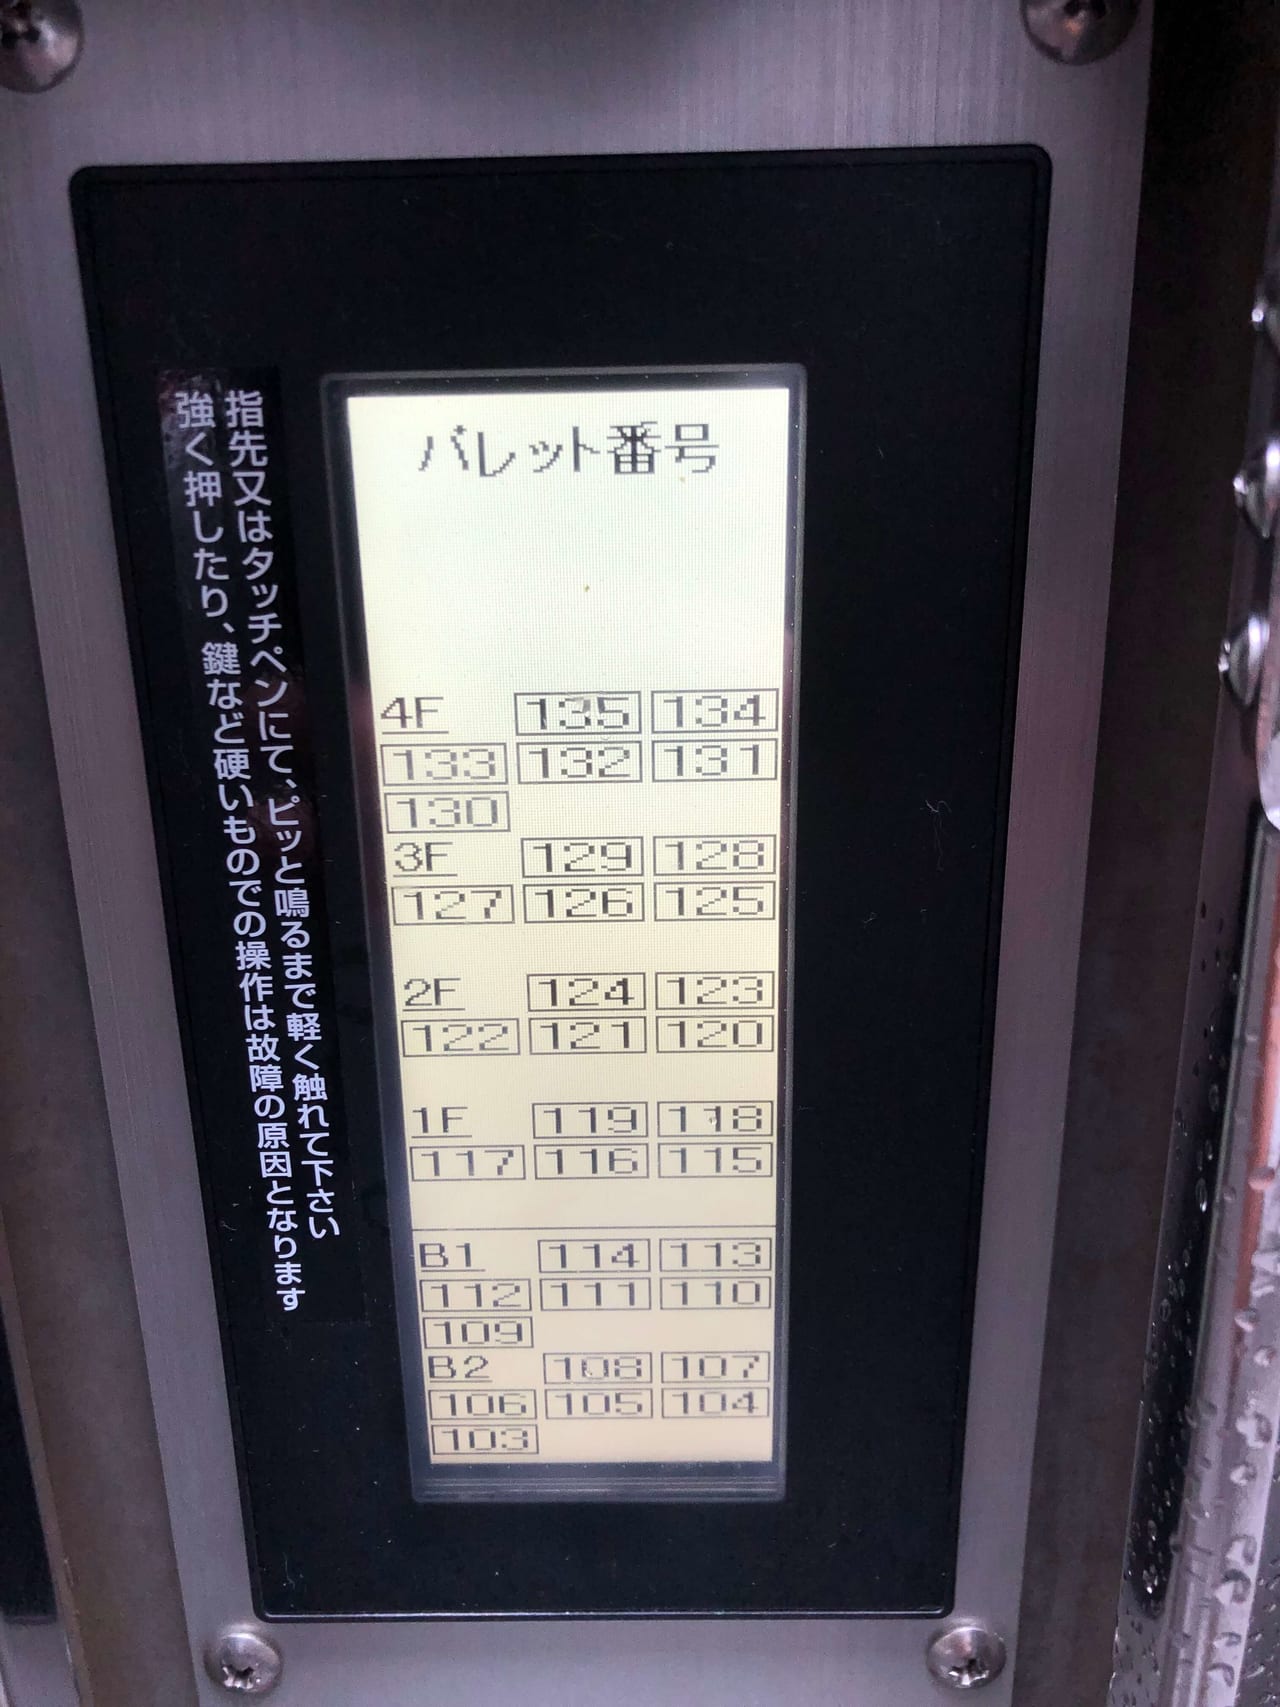 指先又はタッチペンにて、ピッと鳴るまで軽く触れて下さい
強く押したり、鍵など硬いものでの操作は故障の原因となります
パレット番号
4F 135 134
133 132 131
130
3F 129 128
127 126 125
2F 124 123
122 121 120
1F 119 118
117 116 115
B1 114 113
112 111 110
109
B2 108 107
106 105 104
103